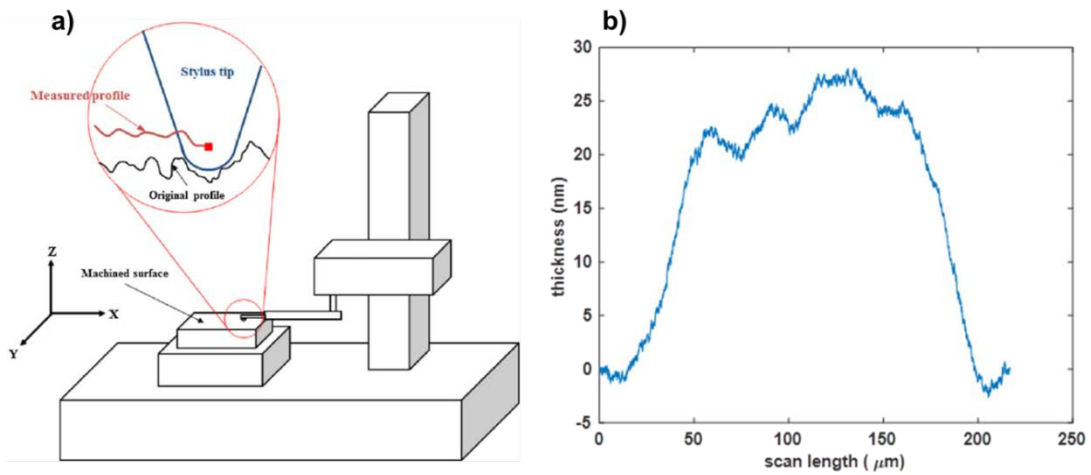 a)
Stylus tip
Measured profile
Original profile
Machined surface
Z
X
Y
b)
30
25
20
15
10
5
0
-5
thickness (nm)
0 50 100 150 200 250
scan length ( μm)